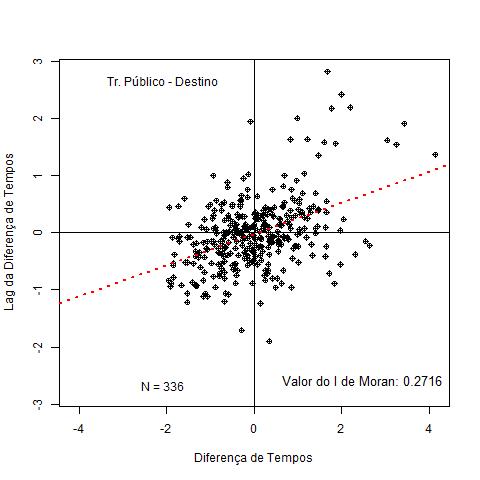 Tr. Público - Destino
3
2
1
0
-1
-2
-3
Lag da Diferença de Tempos
N = 336
Valor do I de Moran: 0.2716
-4
-2
0
2
4
Diferença de Tempos